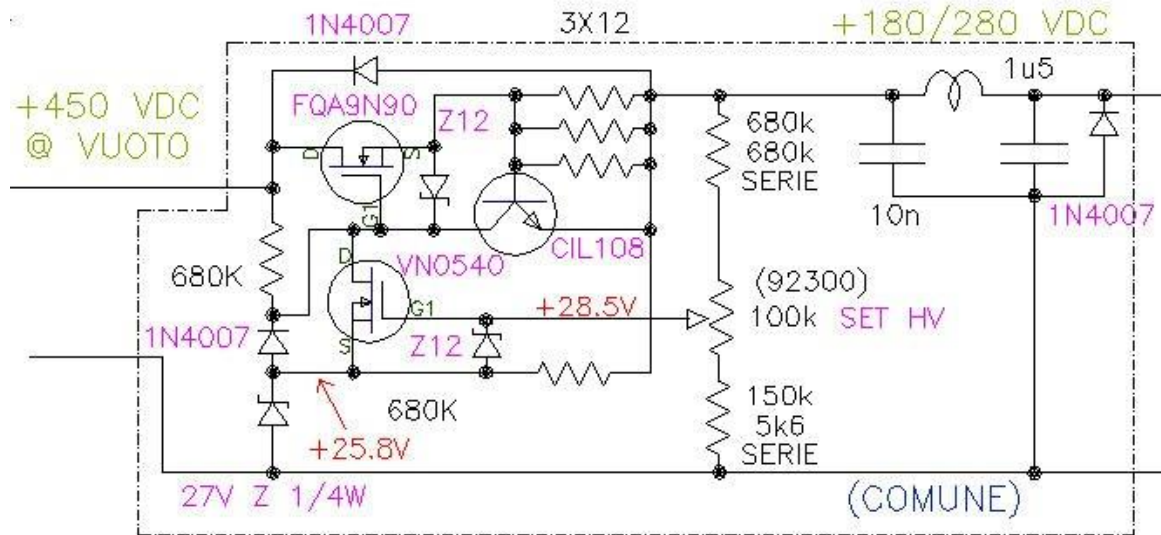 1N4007
3X12
+180/280 VDC
1u5
+450 VDC
@ VUOTO
FQA9N90
Z12
D
S
G1
680k
680k
SERIE
10n
1N4007
CIL108
680K
D
VN0540
G1
S
+28.5V
(92300)
100k SET HV
1N4007
Z12
680K
+25.8V
150k
5k6
SERIE
27V Z 1/4W
(COMUNE)